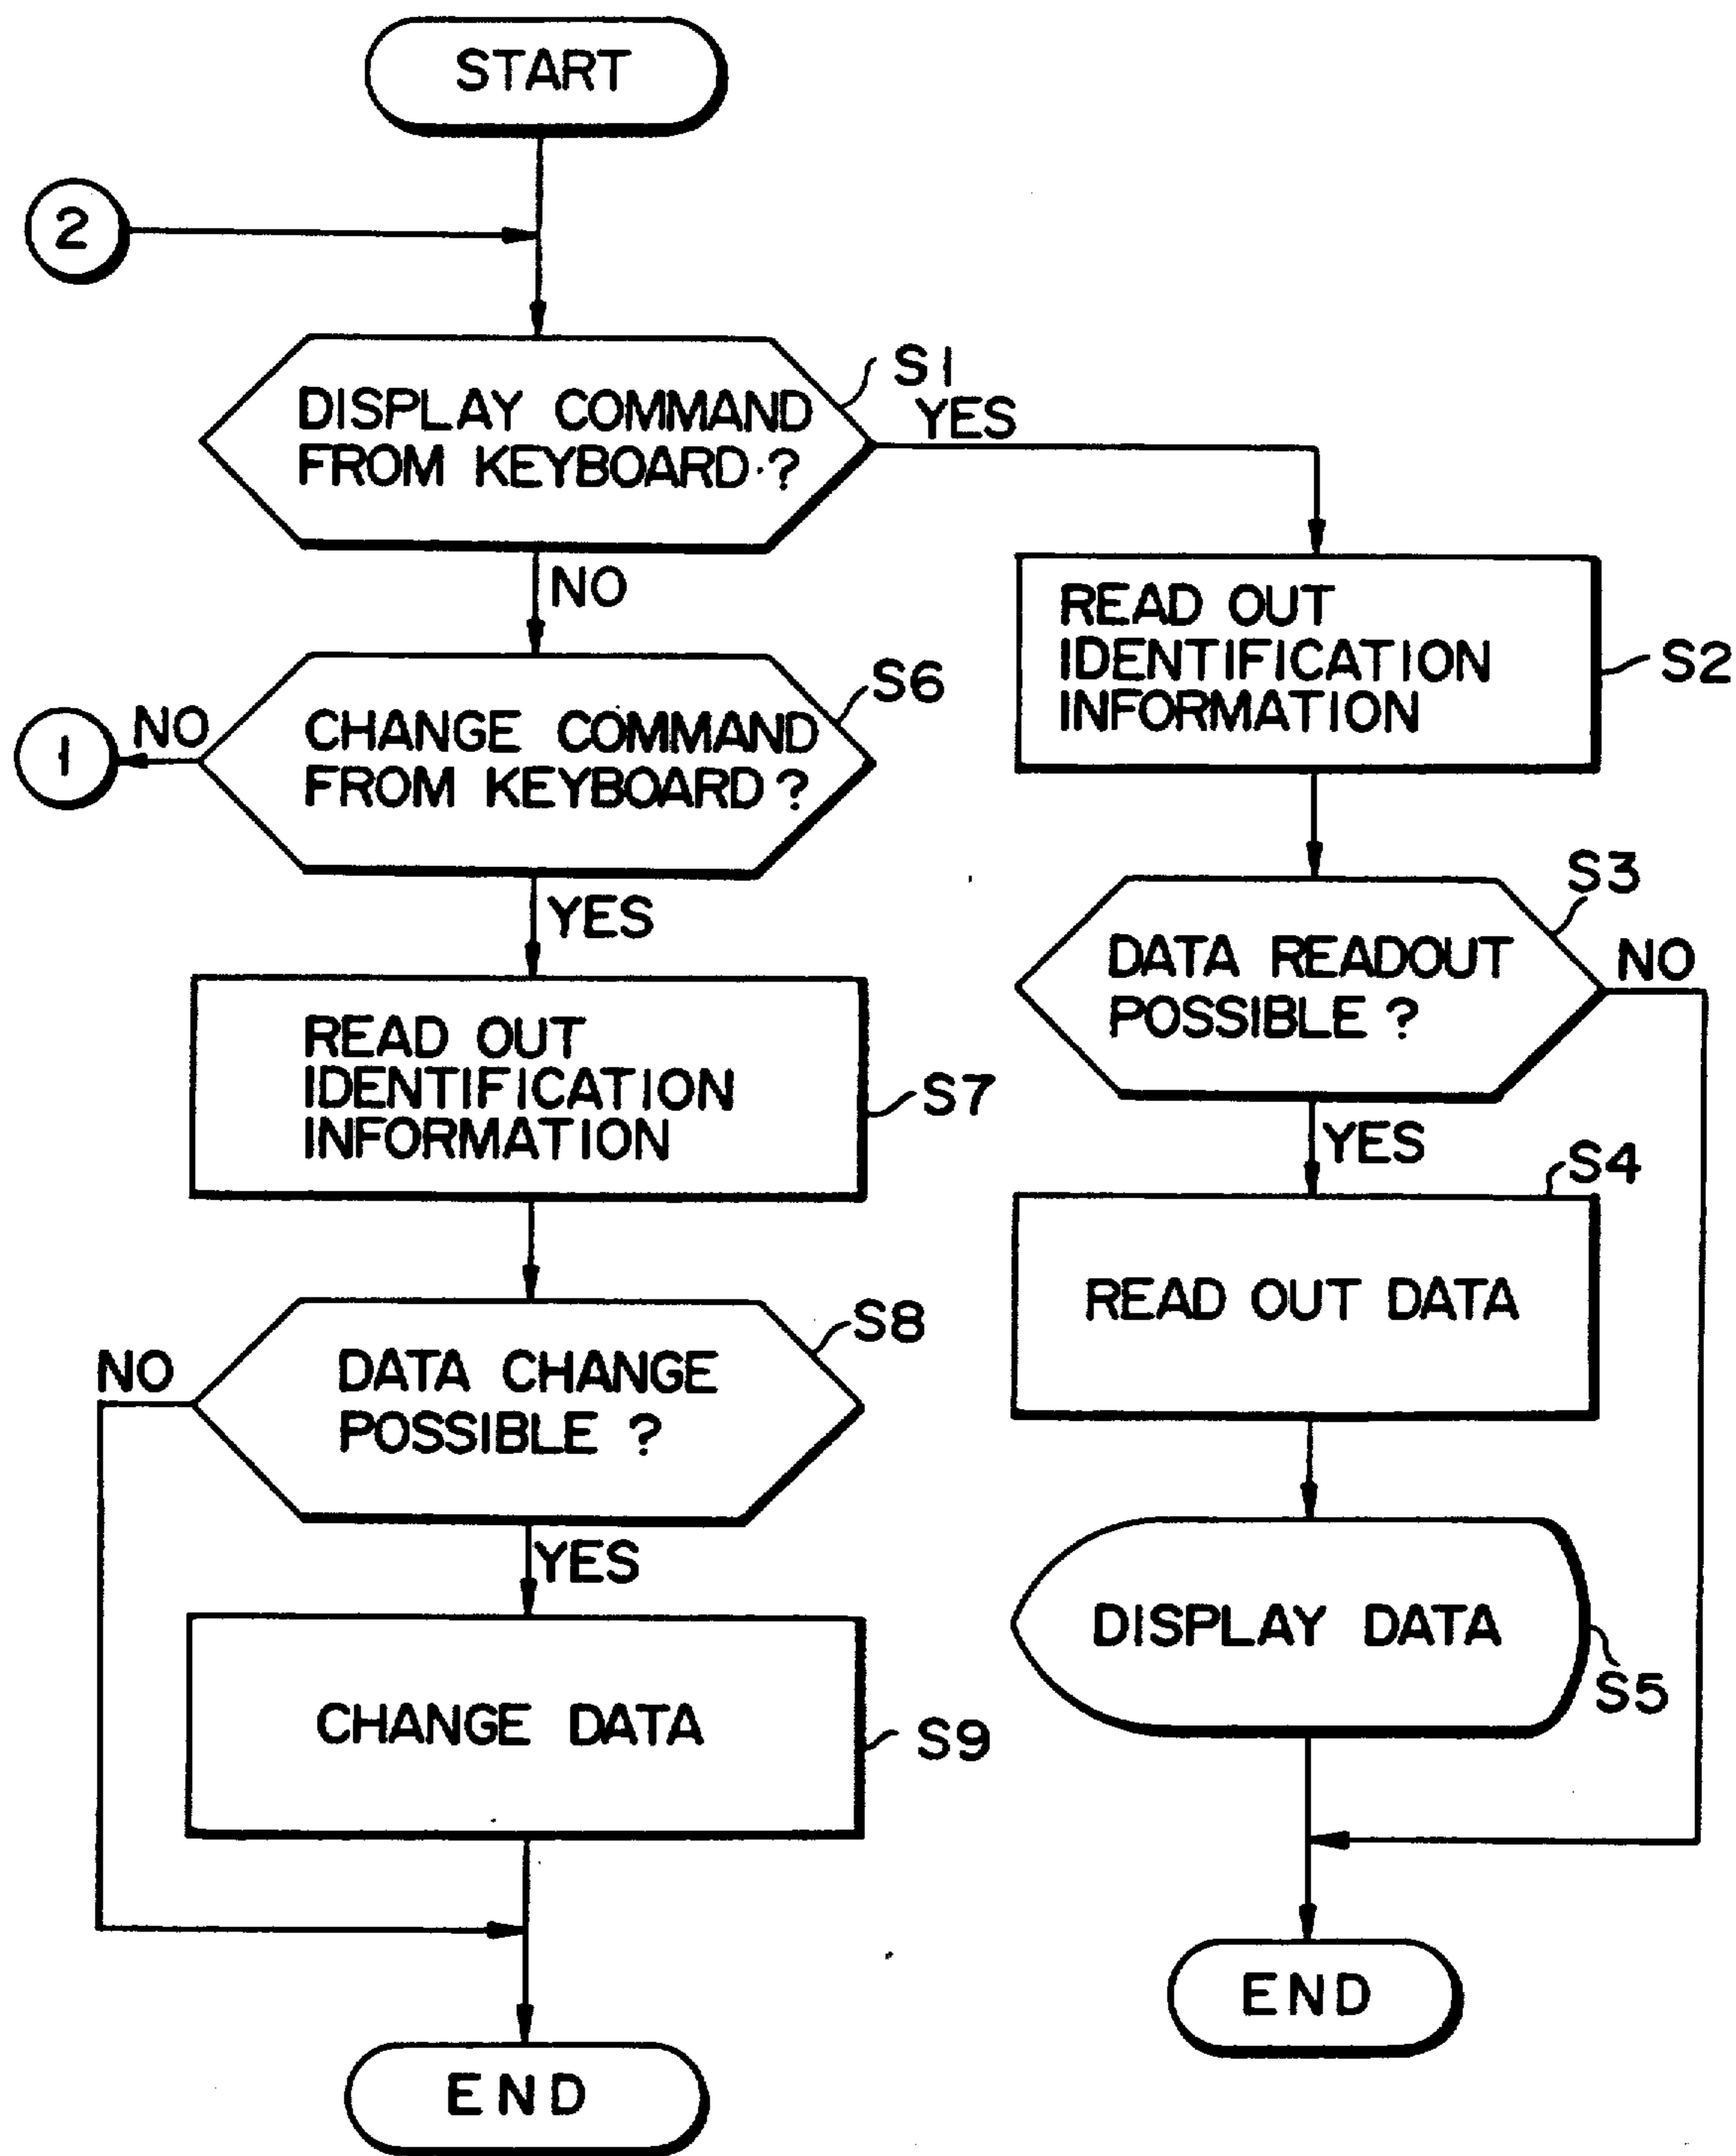 START
2
DISPLAY COMMAND
FROM KEYBOARD ?
S1
YES
NO
READ OUT
IDENTIFICATION
INFORMATION
S2
CHANGE COMMAND
FROM KEYBOARD ?
S6
NO
1
YES
DATA READOUT
POSSIBLE ?
S3
NO
READ OUT
IDENTIFICATION
INFORMATION
S7
YES
S4
READ OUT DATA
DATA CHANGE
POSSIBLE ?
S8
NO
YES
DISPLAY DATA
S5
CHANGE DATA
S9
END
END